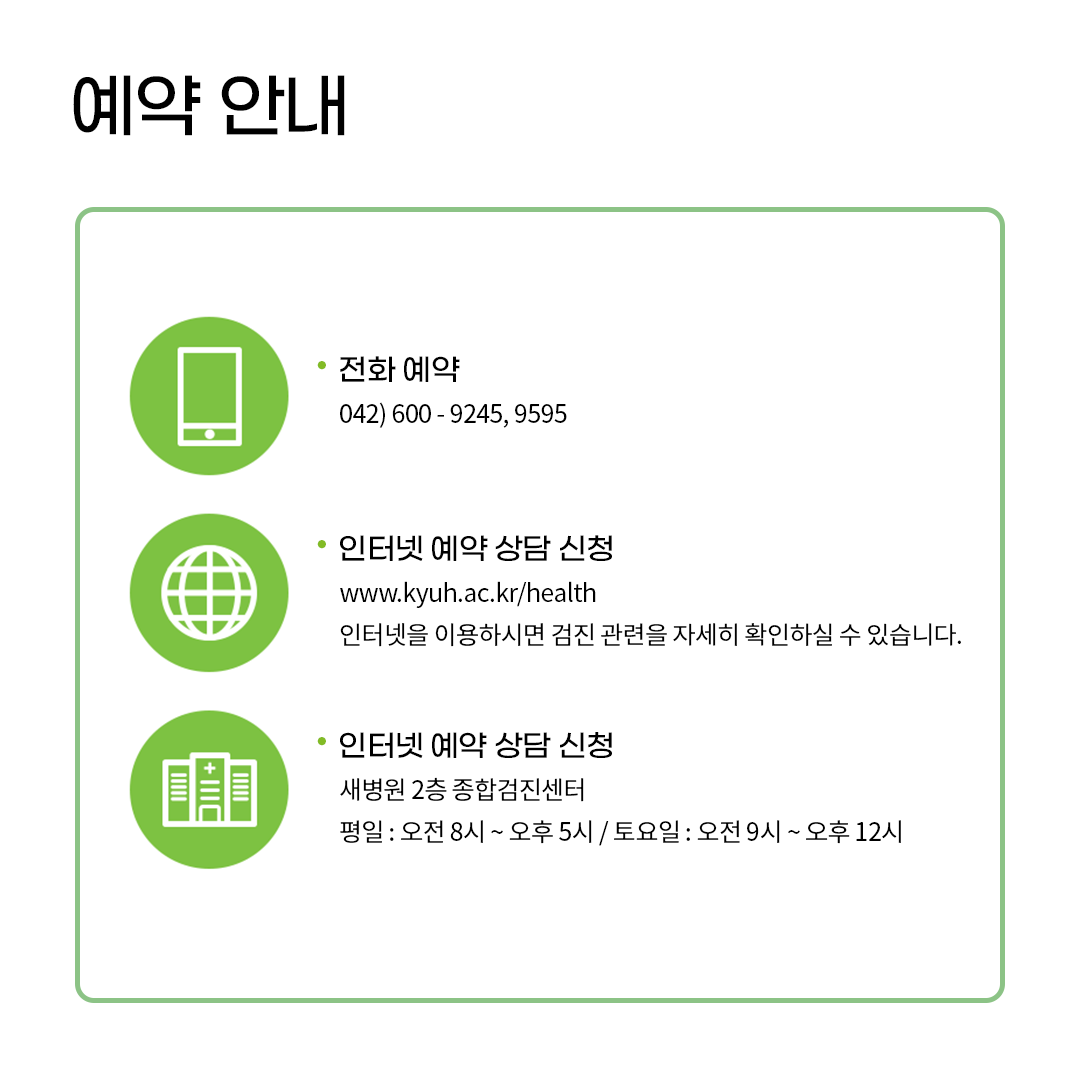 예약 안내
• 전화 예약
042) 600 - 9245, 9595
• 인터넷 예약 상담 신청
www.kyuh.ac.kr/health
인터넷을 이용하시면 검진 관련을 자세히 확인하실 수 있습니다.
• 인터넷 예약 상담 신청
새병원 2층 종합검진센터
평일 : 오전 8시 ~ 오후 5시 / 토요일 : 오전 9시 ~ 오후 12시